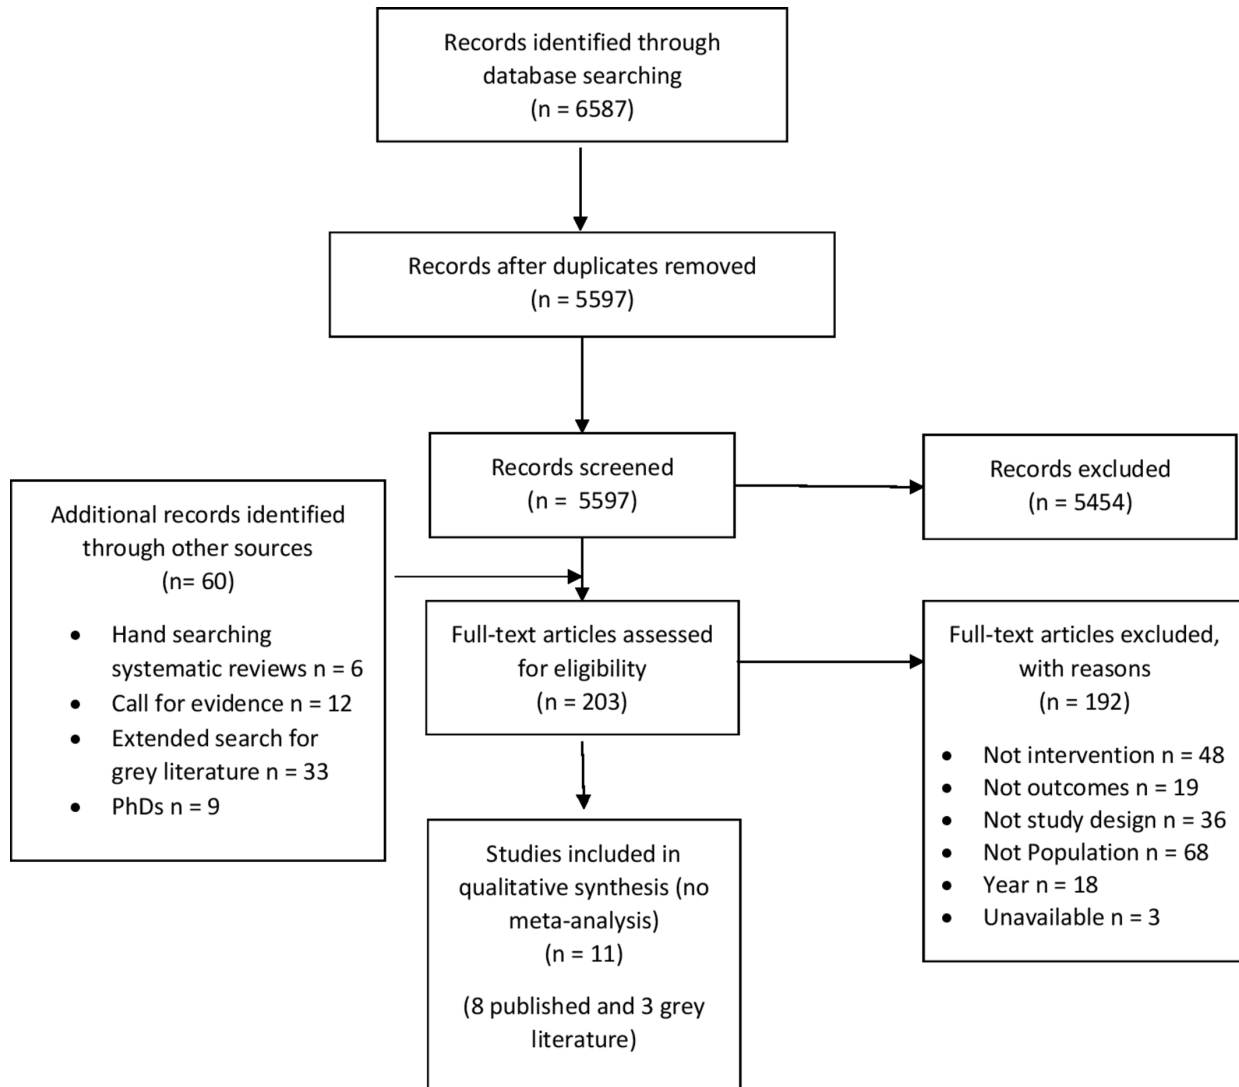 Records identified through
database searching
(n = 6587)
Records after duplicates removed
(n = 5597)
Records screened
(n = 5597)
Records excluded
(n = 5454)
Additional records identified
through other sources
(n= 60)
• Hand searching
systematic reviews n = 6
• Call for evidence n = 12
• Extended search for
grey literature n = 33
• PhDs n = 9
Full-text articles assessed
for eligibility
(n = 203)
Full-text articles excluded,
with reasons
(n = 192)
• Not intervention n = 48
• Not outcomes n = 19
• Not study design n = 36
• Not Population n = 68
• Year n = 18
• Unavailable n = 3
Studies included in
qualitative synthesis (no
meta-analysis)
(n = 11)
(8 published and 3 grey
literature)